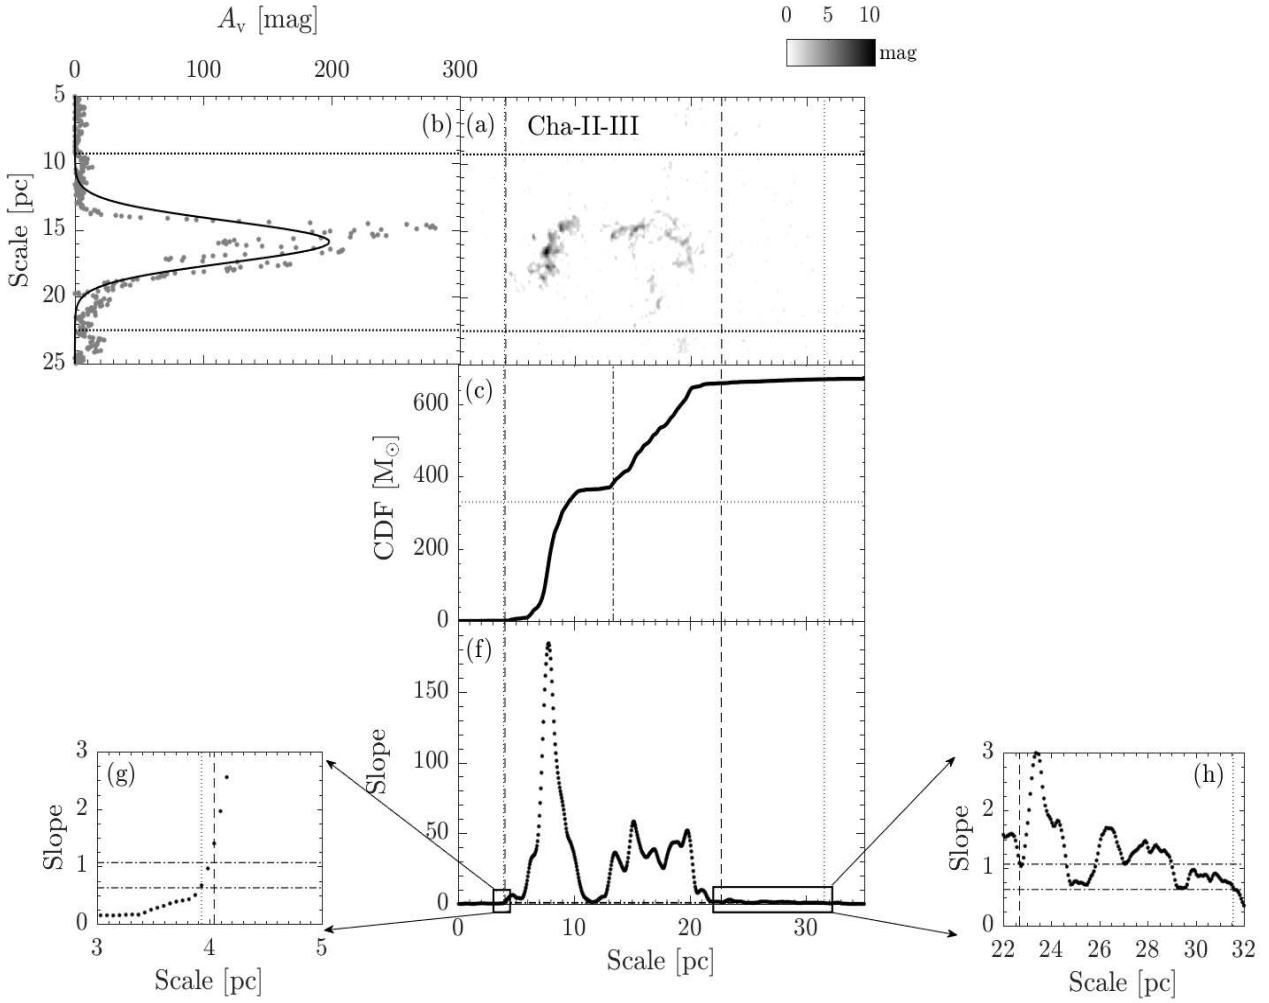 A_v [mag]
0 5 10
mag
0 100 200 300
5
10
15
20
25
Scale [pc]
(b)
(a)
Cha-II-III
(c)
600
400
200
0
CDF [M⊙]
(f)
150
100
50
0
Slope
0 10 20 30
Scale [pc]
(g)
3
2
1
0
Slope
3 4 5
Scale [pc]
(h)
3
2
1
0
Slope
22 24 26 28 30 32
Scale [pc]